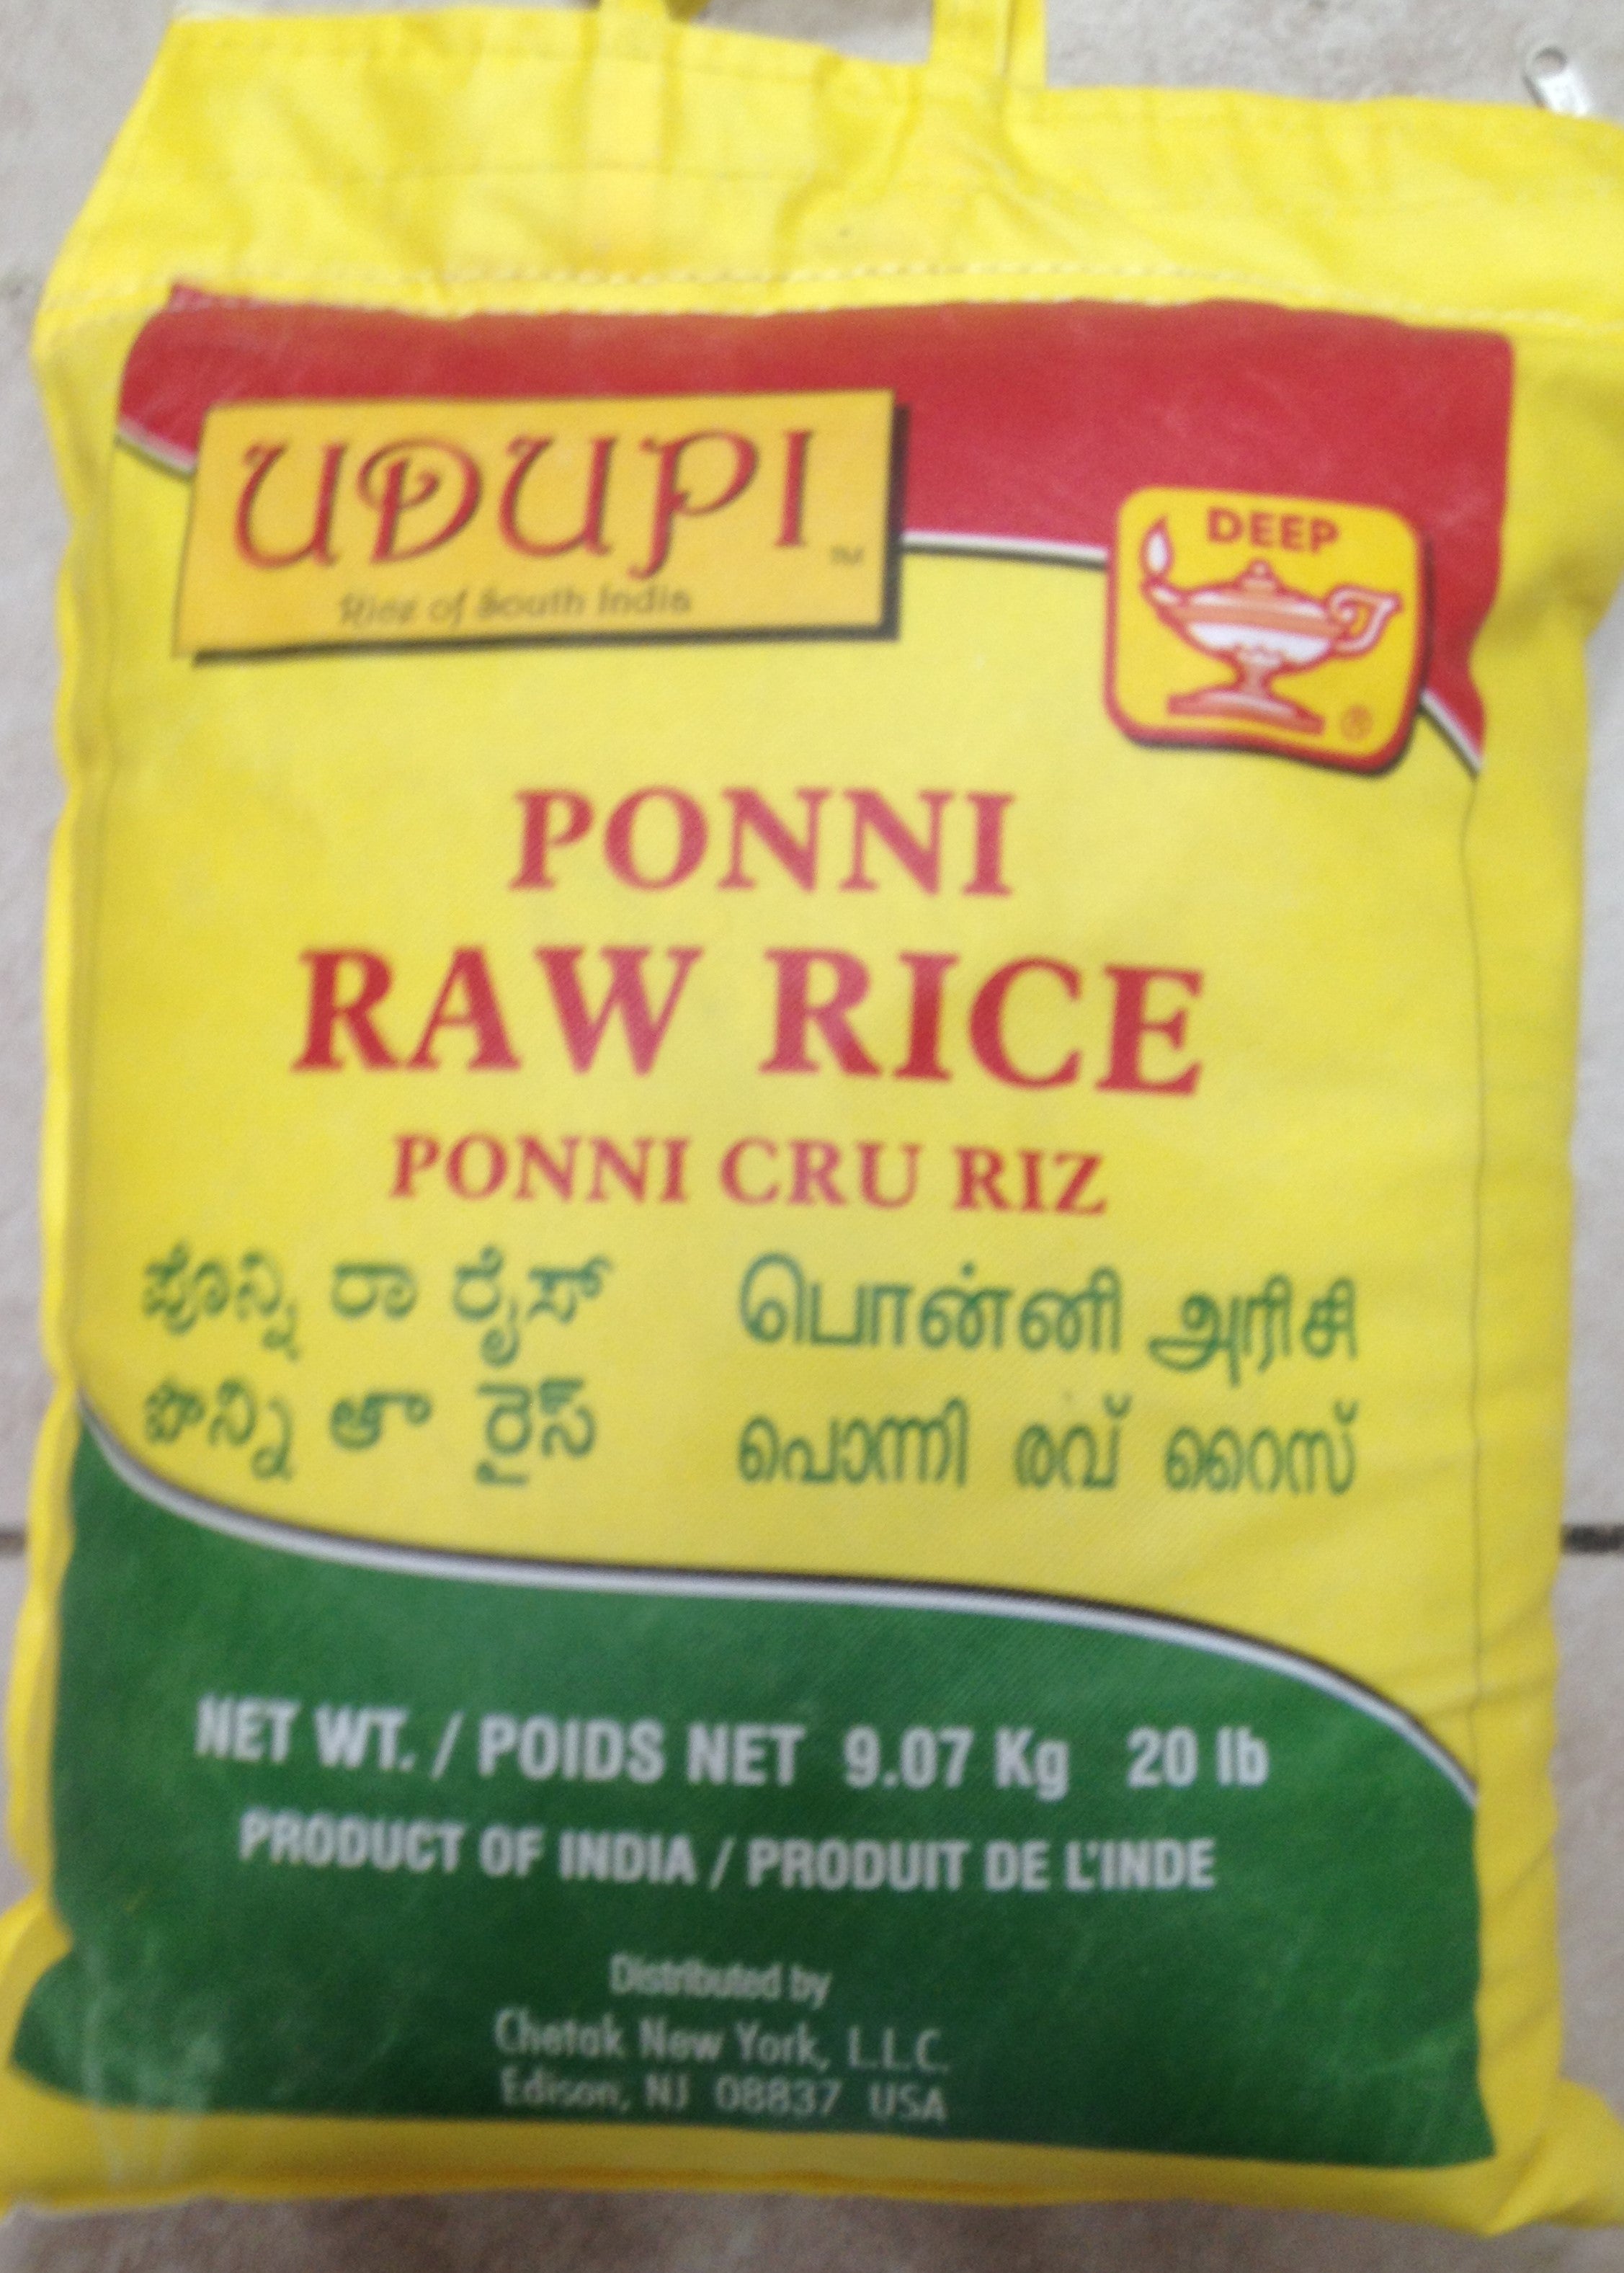 UDUPI TM
Rice of South India
DEEP
®
PONNI
RAW RICE
PONNI CRU RIZ
ಪೊನ್ನಿ ರಾ ರೈಸ್ பொன்னி அரிசி
పొన్ని రా రైస్ പൊന്നി രവ് റൈസ്
NET WT. / POIDS NET 9.07 Kg 20 lb
PRODUCT OF INDIA / PRODUIT DE L'INDE
Distributed by
Chetak New York, L.L.C.
Edison, NJ 08837 USA